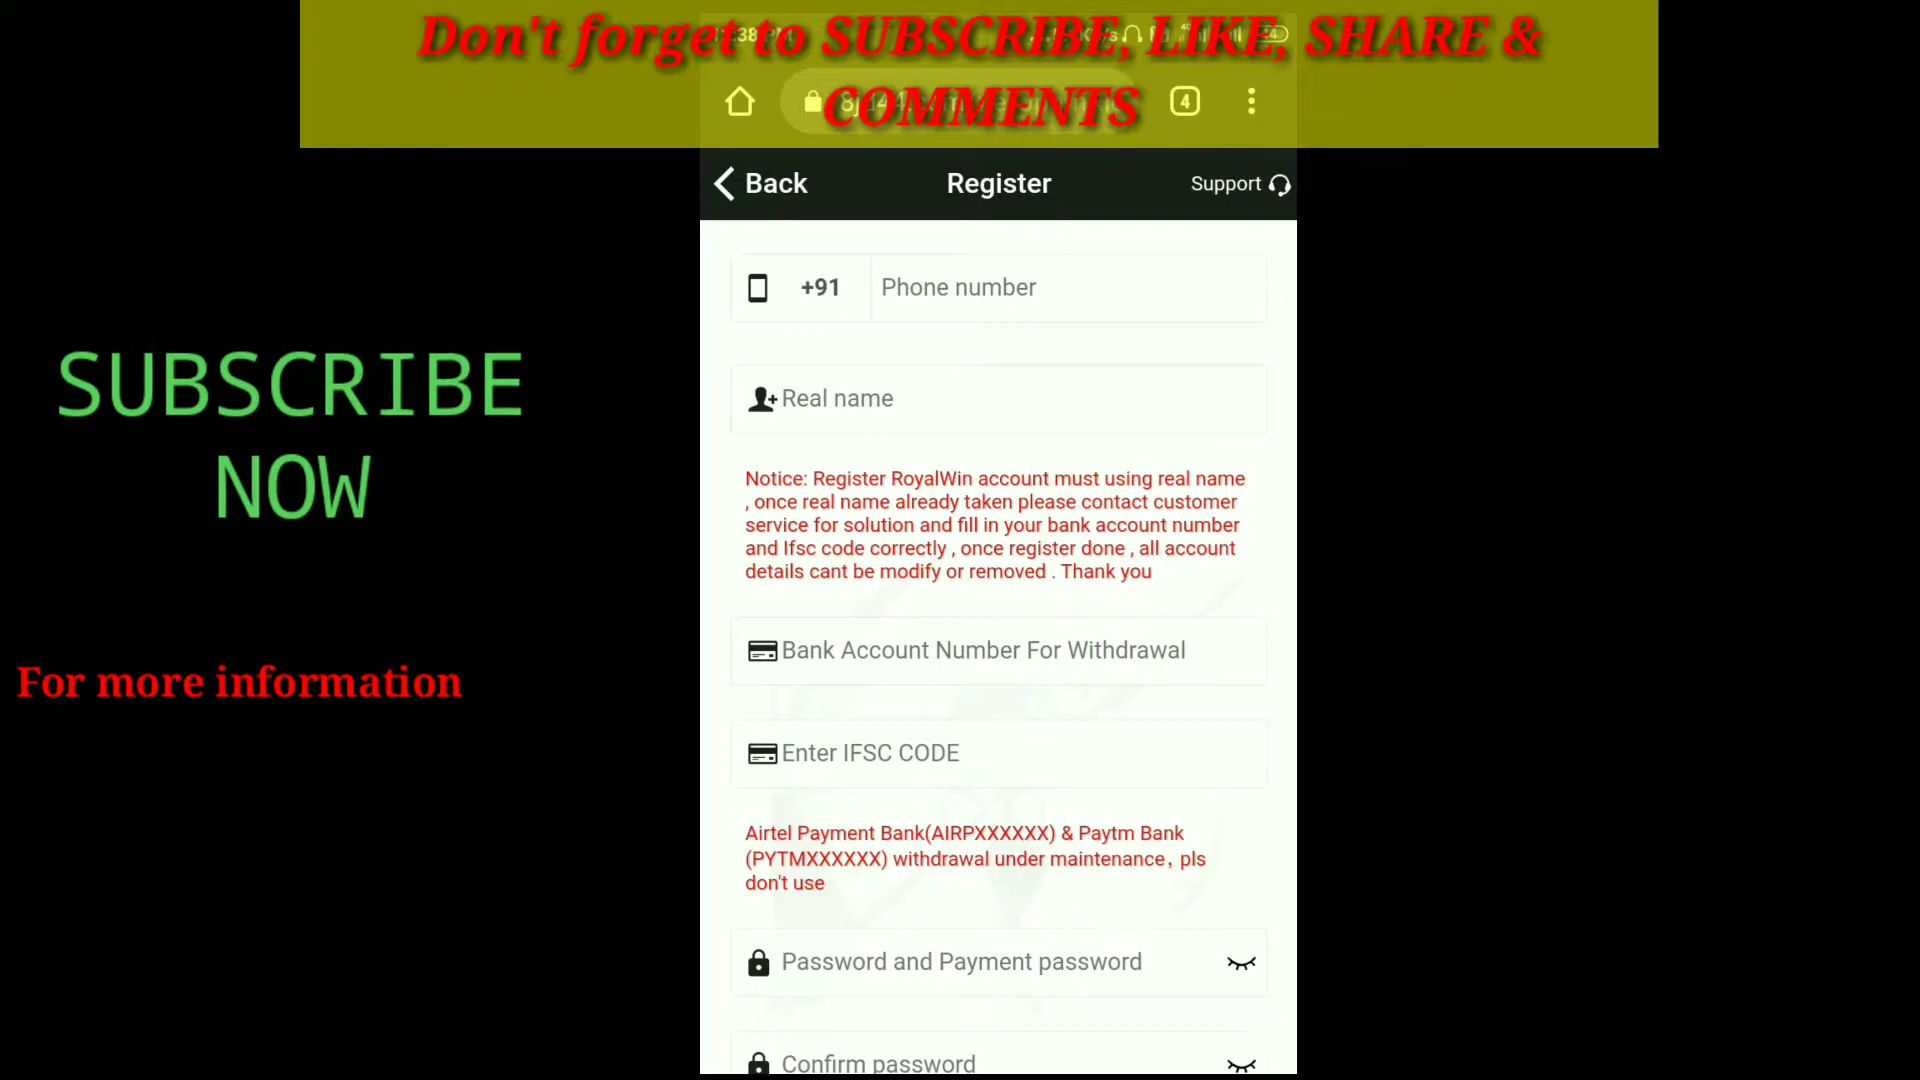 Don't forget to SUBSCRIBE, LIKE, SHARE &
COMMENTS
4
Back
Register
Support
+91
Phone number
Real name
Notice: Register RoyalWin account must using real name
, once real name already taken please contact customer
service for solution and fill in your bank account number
and Ifsc code correctly , once register done , all account
details cant be modify or removed . Thank you
Bank Account Number For Withdrawal
Enter IFSC CODE
Airtel Payment Bank(AIRPXXXXXX) & Paytm Bank
(PYTMXXXXXX) withdrawal under maintenance, pls
don't use
Password and Payment password
Confirm password
SUBSCRIBE
NOW
For more information